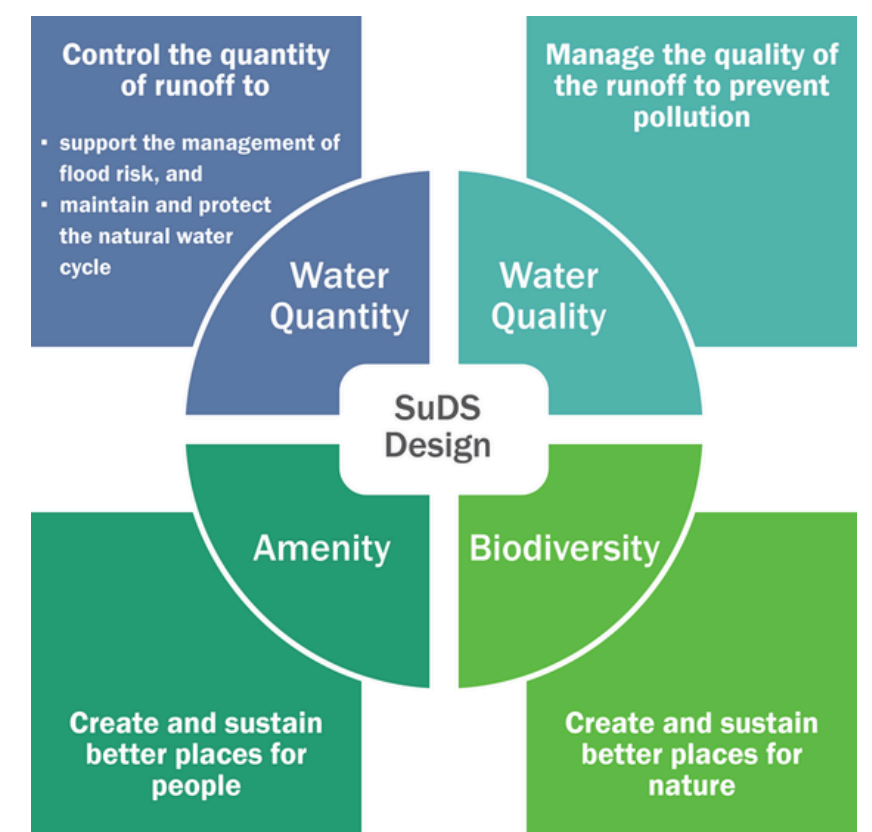 Control the quantity
of runoff to
▪ support the management of
flood risk, and
▪ maintain and protect
the natural water
cycle
Manage the quality of
the runoff to prevent
pollution
Water
Quantity
Water
Quality
SuDS
Design
Amenity
Biodiversity
Create and sustain
better places for
people
Create and sustain
better places for
nature